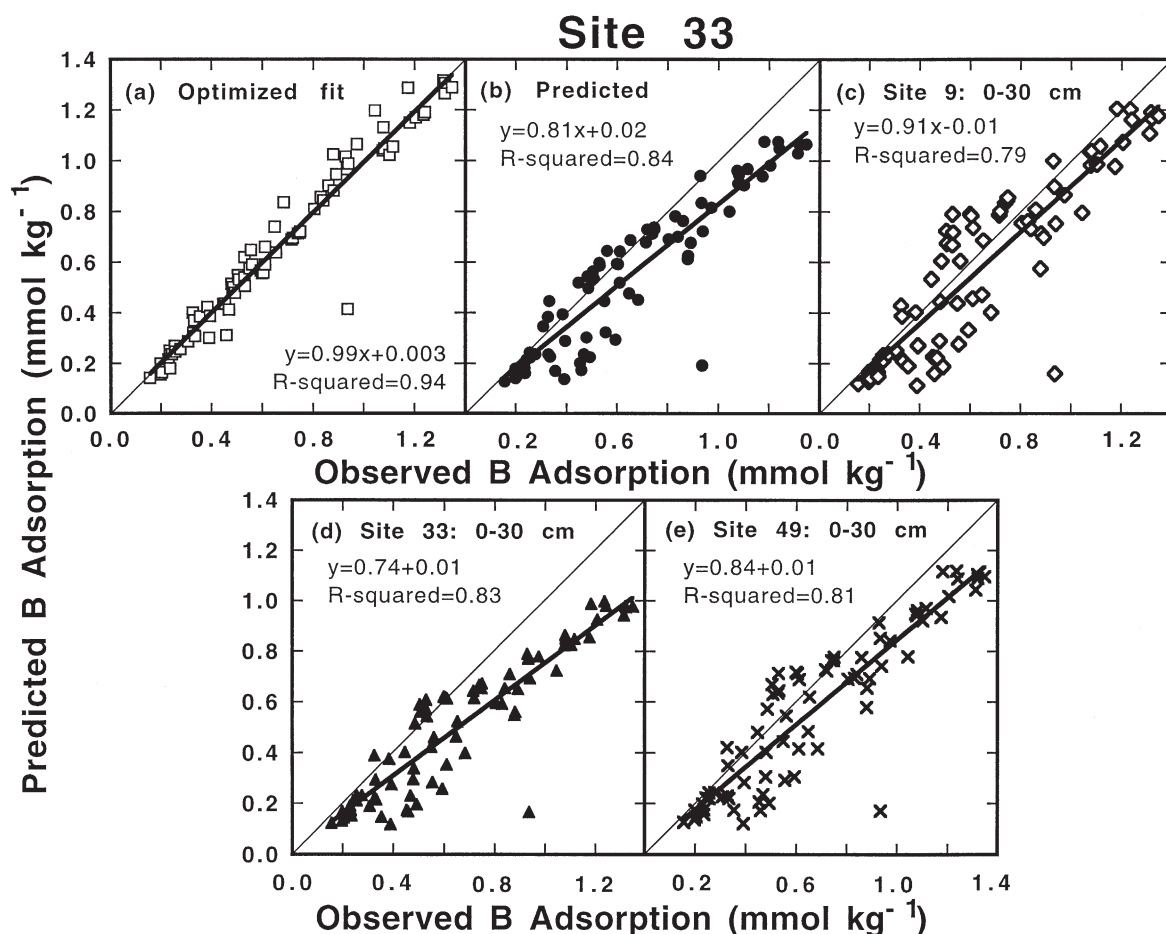 Site 33
(a) Optimized fit
y=0.99x+0.003
R-squared=0.94
(b) Predicted
y=0.81x+0.02
R-squared=0.84
(c) Site 9: 0-30 cm
y=0.91x-0.01
R-squared=0.79
1.4
1.2
1.0
0.8
0.6
0.4
0.2
0.0
0.0 0.4 0.8 1.2 0.2 0.6 1.0 0.0 0.4 0.8 1.2
Observed B Adsorption (mmol kg-1)
Predicted B Adsorption (mmol kg-1)
(d) Site 33: 0-30 cm
y=0.74+0.01
R-squared=0.83
(e) Site 49: 0-30 cm
y=0.84+0.01
R-squared=0.81
1.4
1.2
1.0
0.8
0.6
0.4
0.2
0.0
0.0 0.4 0.8 1.2 0.2 0.6 1.0 1.4
Observed B Adsorption (mmol kg-1)